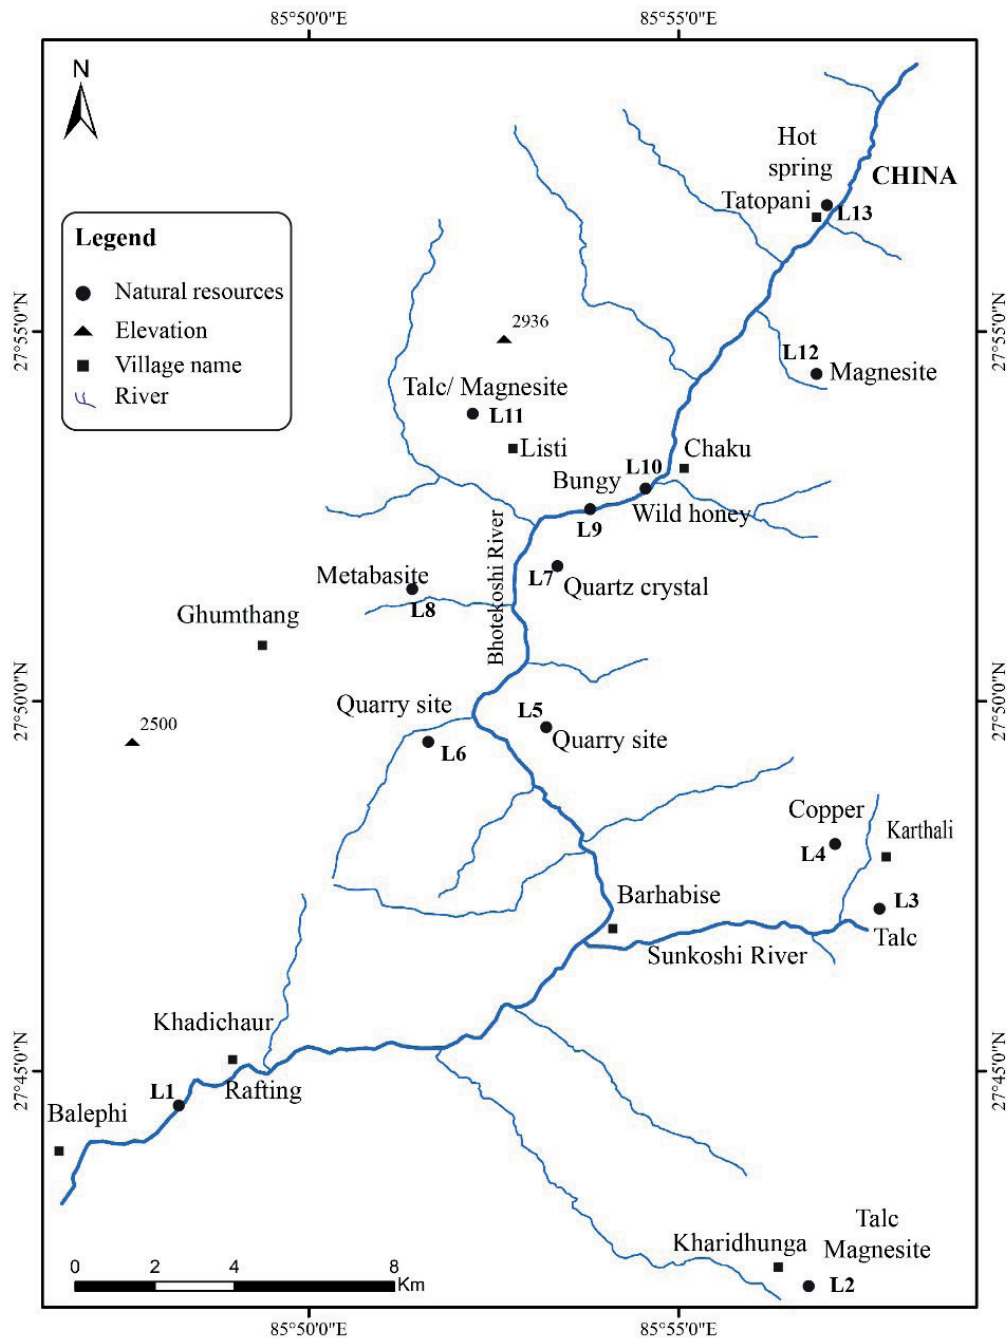 85°50'0"E
85°55'0"E
N
Hot
spring
CHINA
Tatopani
L13
Legend
Natural resources
Elevation
Village name
River
27°55'0"N
27°55'0"N
2936
L12
Magnesite
Talc/ Magnesite
L11
Listi
Chaku
L10
Bungy
Wild honey
L9
Bhotekoshi River
L7
Quartz crystal
Metabasite
L8
Ghumthang
27°50'0"N
27°50'0"N
Quarry site
L5
Quarry site
L6
2500
Copper
Karthali
L4
L3
Talc
Barhabise
Sunkoshi River
Khadichaur
27°45'0"N
27°45'0"N
L1
Rafting
Balephi
Talc
Magnesite
Kharidhunga
L2
0 2 4 8
Km
85°50'0"E
85°55'0"E